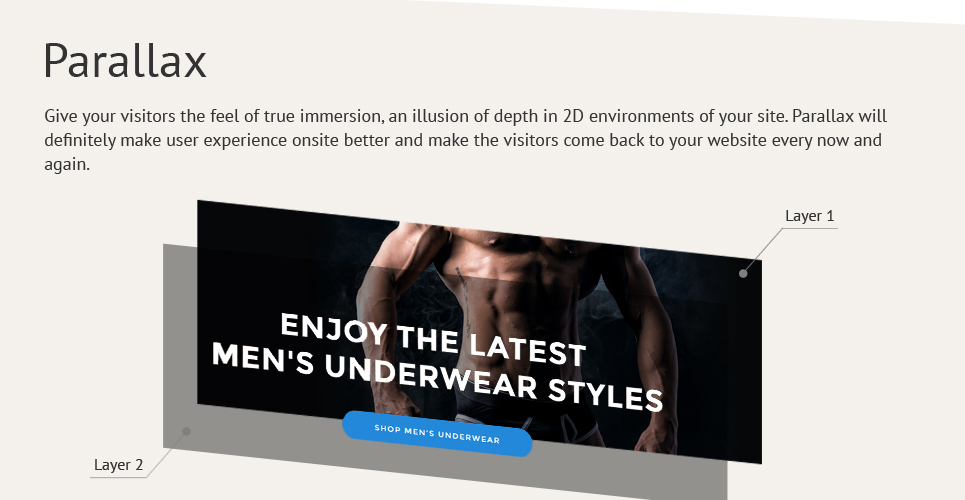 Parallax
Give your visitors the feel of true immersion, an illusion of depth in 2D environments of your site. Parallax will
definitely make user experience onsite better and make the visitors come back to your website every now and
again.
Layer 1
ENJOY THE LATEST
MEN'S UNDERWEAR STYLES
SHOP MEN'S UNDERWEAR
Layer 2